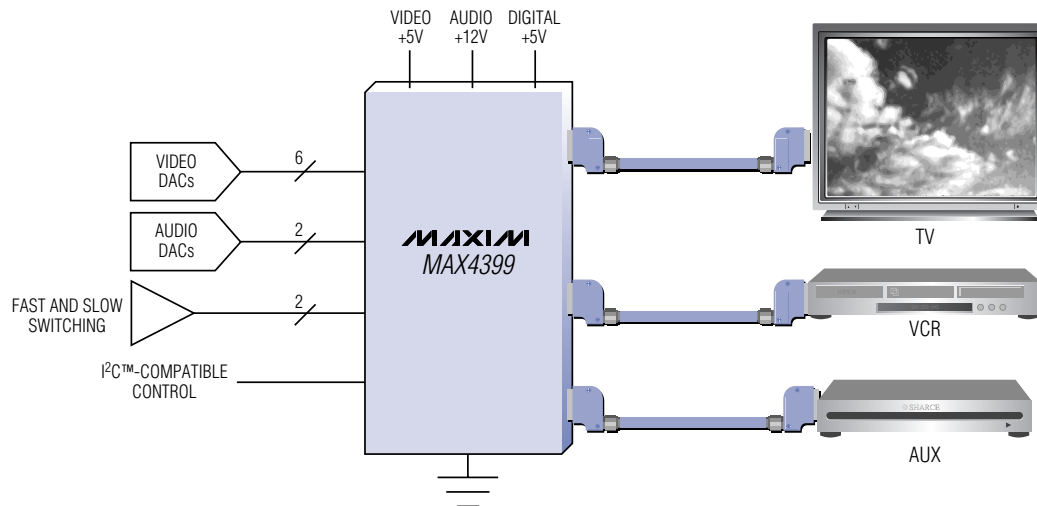 VIDEO
+5V
AUDIO
+12V
DIGITAL
+5V
VIDEO
DACs
6
AUDIO
DACs
2
FAST AND SLOW
SWITCHING
2
I²C™-COMPATIBLE
CONTROL
MAXIM
MAX4399
TV
VCR
SHARCE
AUX